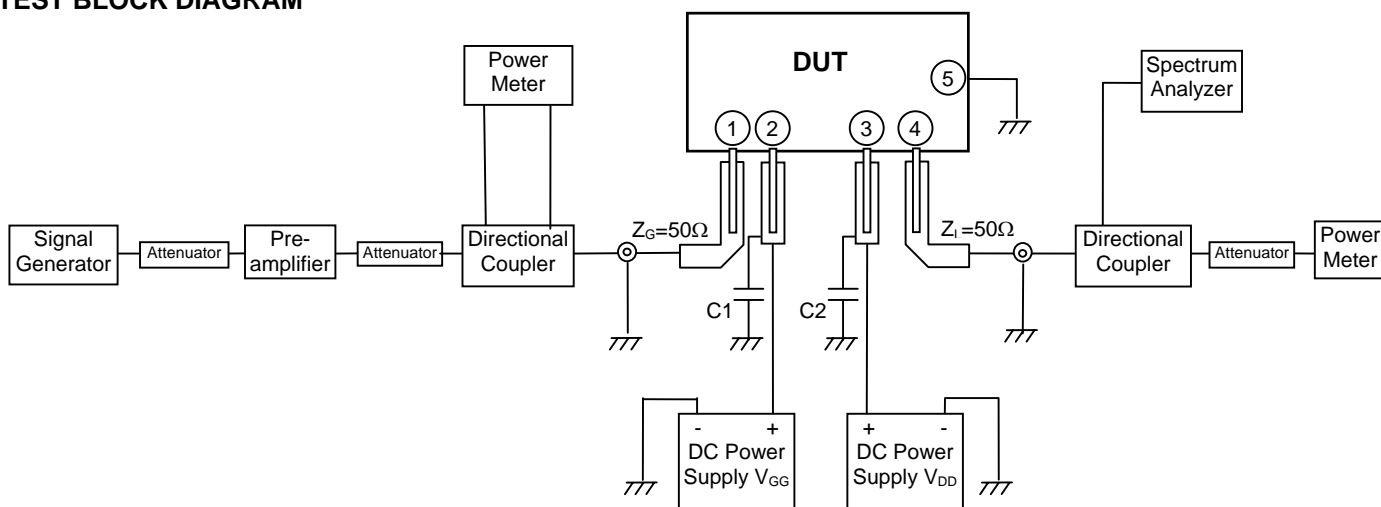 TEST BLOCK DIAGRAM
Power
Meter
DUT
5
Spectrum
Analyzer
1
2
3
4
Signal
Generator
Attenuator
Pre-
amplifier
Attenuator
Directional
Coupler
ZG=50Ω
C1
C2
Zl=50Ω
Directional
Coupler
Attenuator
Power
Meter
- +
DC Power
Supply VGG
+ -
DC Power
Supply VDD